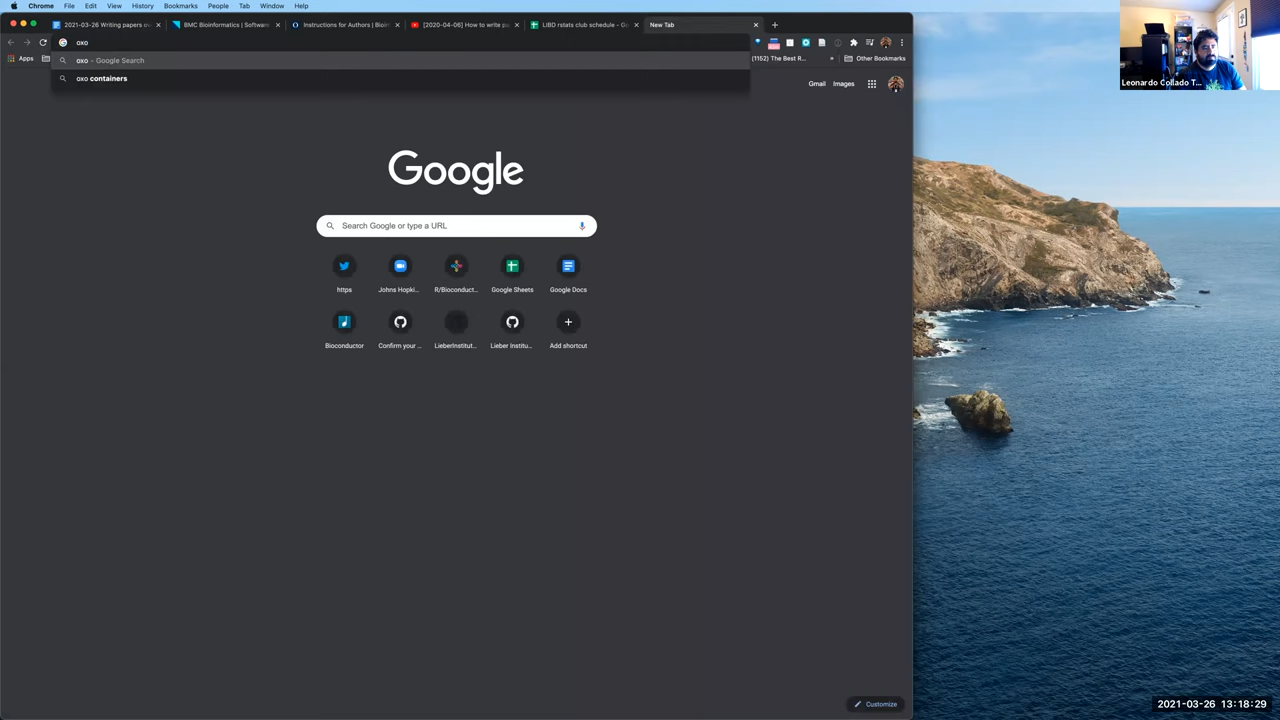 Chrome File Edit View History Bookmarks People Tab Window Help
2021-03-26 Writing papers ov
BMC Bioinformatics | Software
Instructions for Authors | Bioin
[2020-04-06] How to write pa
LIBD rstats club schedule - Go
New Tab
oxo
Apps
oxo - Google Search
(1152) The Best R...
»
Other Bookmarks
oxo containers
Gmail Images
Google
Search Google or type a URL
https
Johns Hopki...
R/Bioconduct...
Google Sheets
Google Docs
Bioconductor
Confirm your ...
LieberInstitut...
Lieber Institu...
Add shortcut
Customize
Leonardo Collado T...
2021-03-26 13:18:29